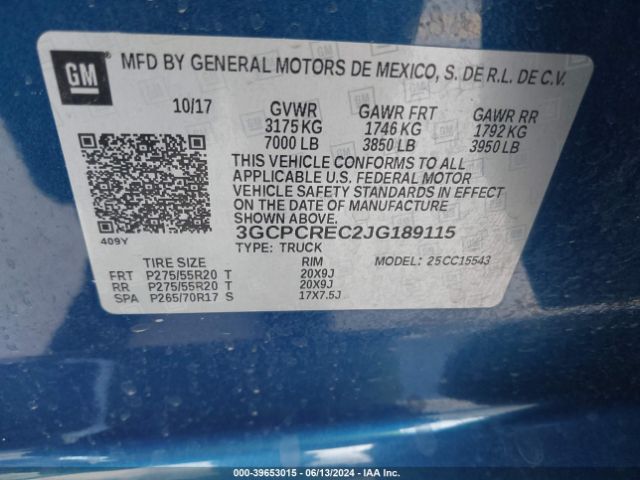 GM
MFD BY GENERAL MOTORS DE MEXICO, S. DE R.L. DE C.V.
10/17 GVWR GAWR FRT GAWR RR
3175 KG 1746 KG 1792 KG
7000 LB 3850 LB 3950 LB
THIS VEHICLE CONFORMS TO ALL
APPLICABLE U.S. FEDERAL MOTOR
VEHICLE SAFETY STANDARDS IN EFFECT
ON THE DATE OF MANUFACTURE
SHOWN ABOVE.
409Y 3GCPCREC2JG189115
TYPE: TRUCK MODEL: 25CC15543
TIRE SIZE RIM
FRT P275/55R20 T 20X9J
RR P275/55R20 T 20X9J
SPA P265/70R17 S 17X7.5J
000-39653015 - 06/13/2024 - IAA Inc.